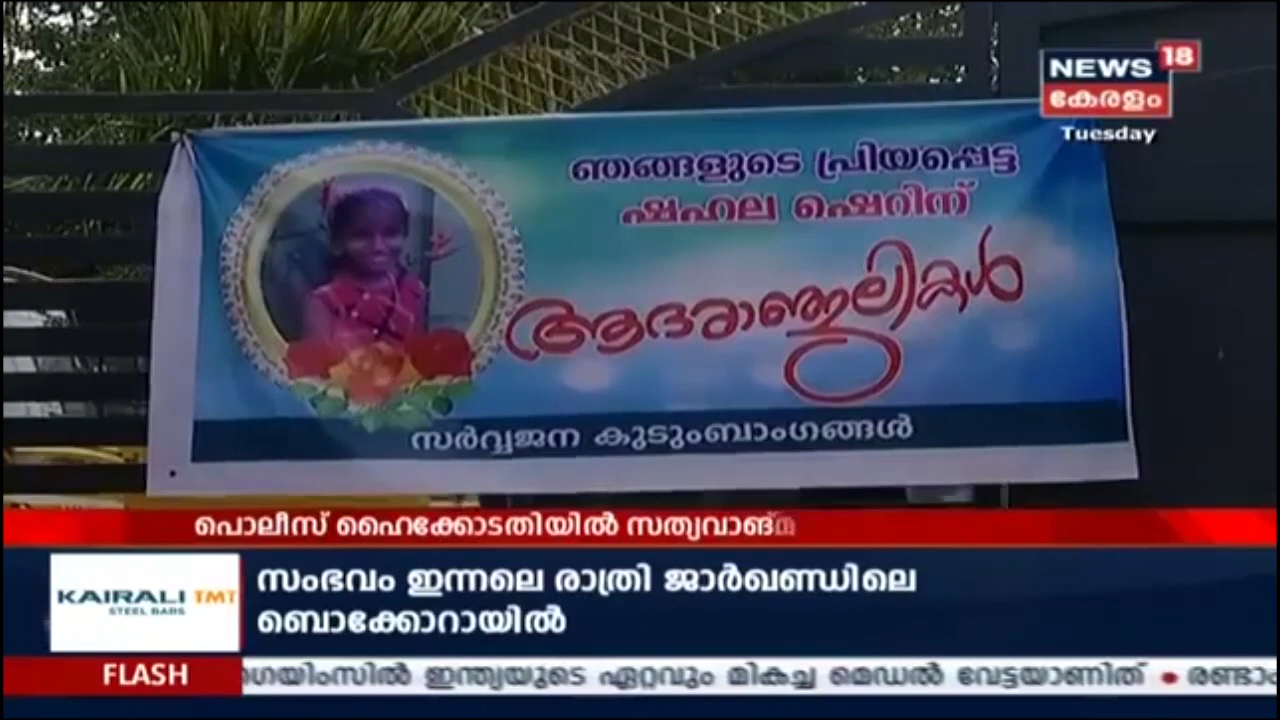 NEWS 18
കേരളം
Tuesday
ഞങ്ങളുടെ പ്രിയപ്പെട്ട
ഷഹല ഷെറിന്
ആദരാഞ്ജലികൾ
സർവ്വജന കുടുംബാംഗങ്ങൾ
പൊലീസ് ഹൈക്കോടതിയിൽ
KAIRALI TMT
STEEL BARS
സംഭവം ഇന്നലെ രാത്രി ജാർഖണ്ഡിലെ
ബൊക്കോറായിൽ
FLASH
ഗെയിംസിൽ ഇന്ത്യയുടെ ഏറ്റവും മികച്ച മെഡൽ വേട്ടയാണിത് •